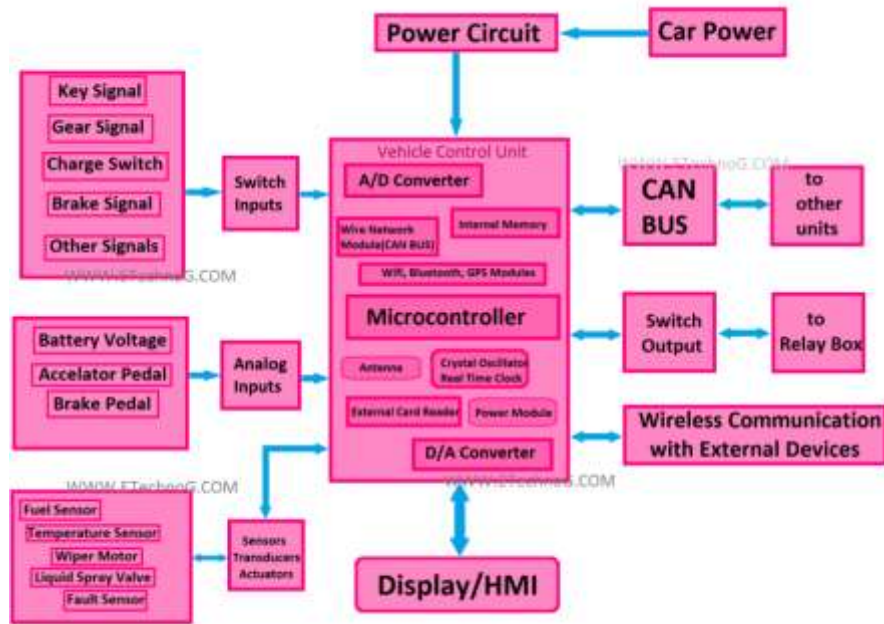 Power Circuit
Car Power
Key Signal
Gear Signal
Charge Switch
Brake Signal
Other Signals
WWW.ETechnoG.COM
Switch
Inputs
Vehicle Control Unit
A/D Converter
Wire Network
Module(CAN BUS)
Internal Memory
Wifi, Bluetooth, GPS Modules
Microcontroller
Antenna
Crystal Oscillator
Real Time Clock
External Card Reader
Power Module
D/A Converter
WWW.ETechnoG.COM
CAN
BUS
to
other
units
Switch
Output
to
Relay Box
Wireless Communication
with External Devices
WWW.ETechnoG.COM
Battery Voltage
Accelator Pedal
Brake Pedal
Analog
Inputs
WWW.ETechnoG.COM
Fuel Sensor
Temperature Sensor
Wiper Motor
Liquid Spray Valve
Fault Sensor
Sensors
Transducers
Actuators
Display/HMI